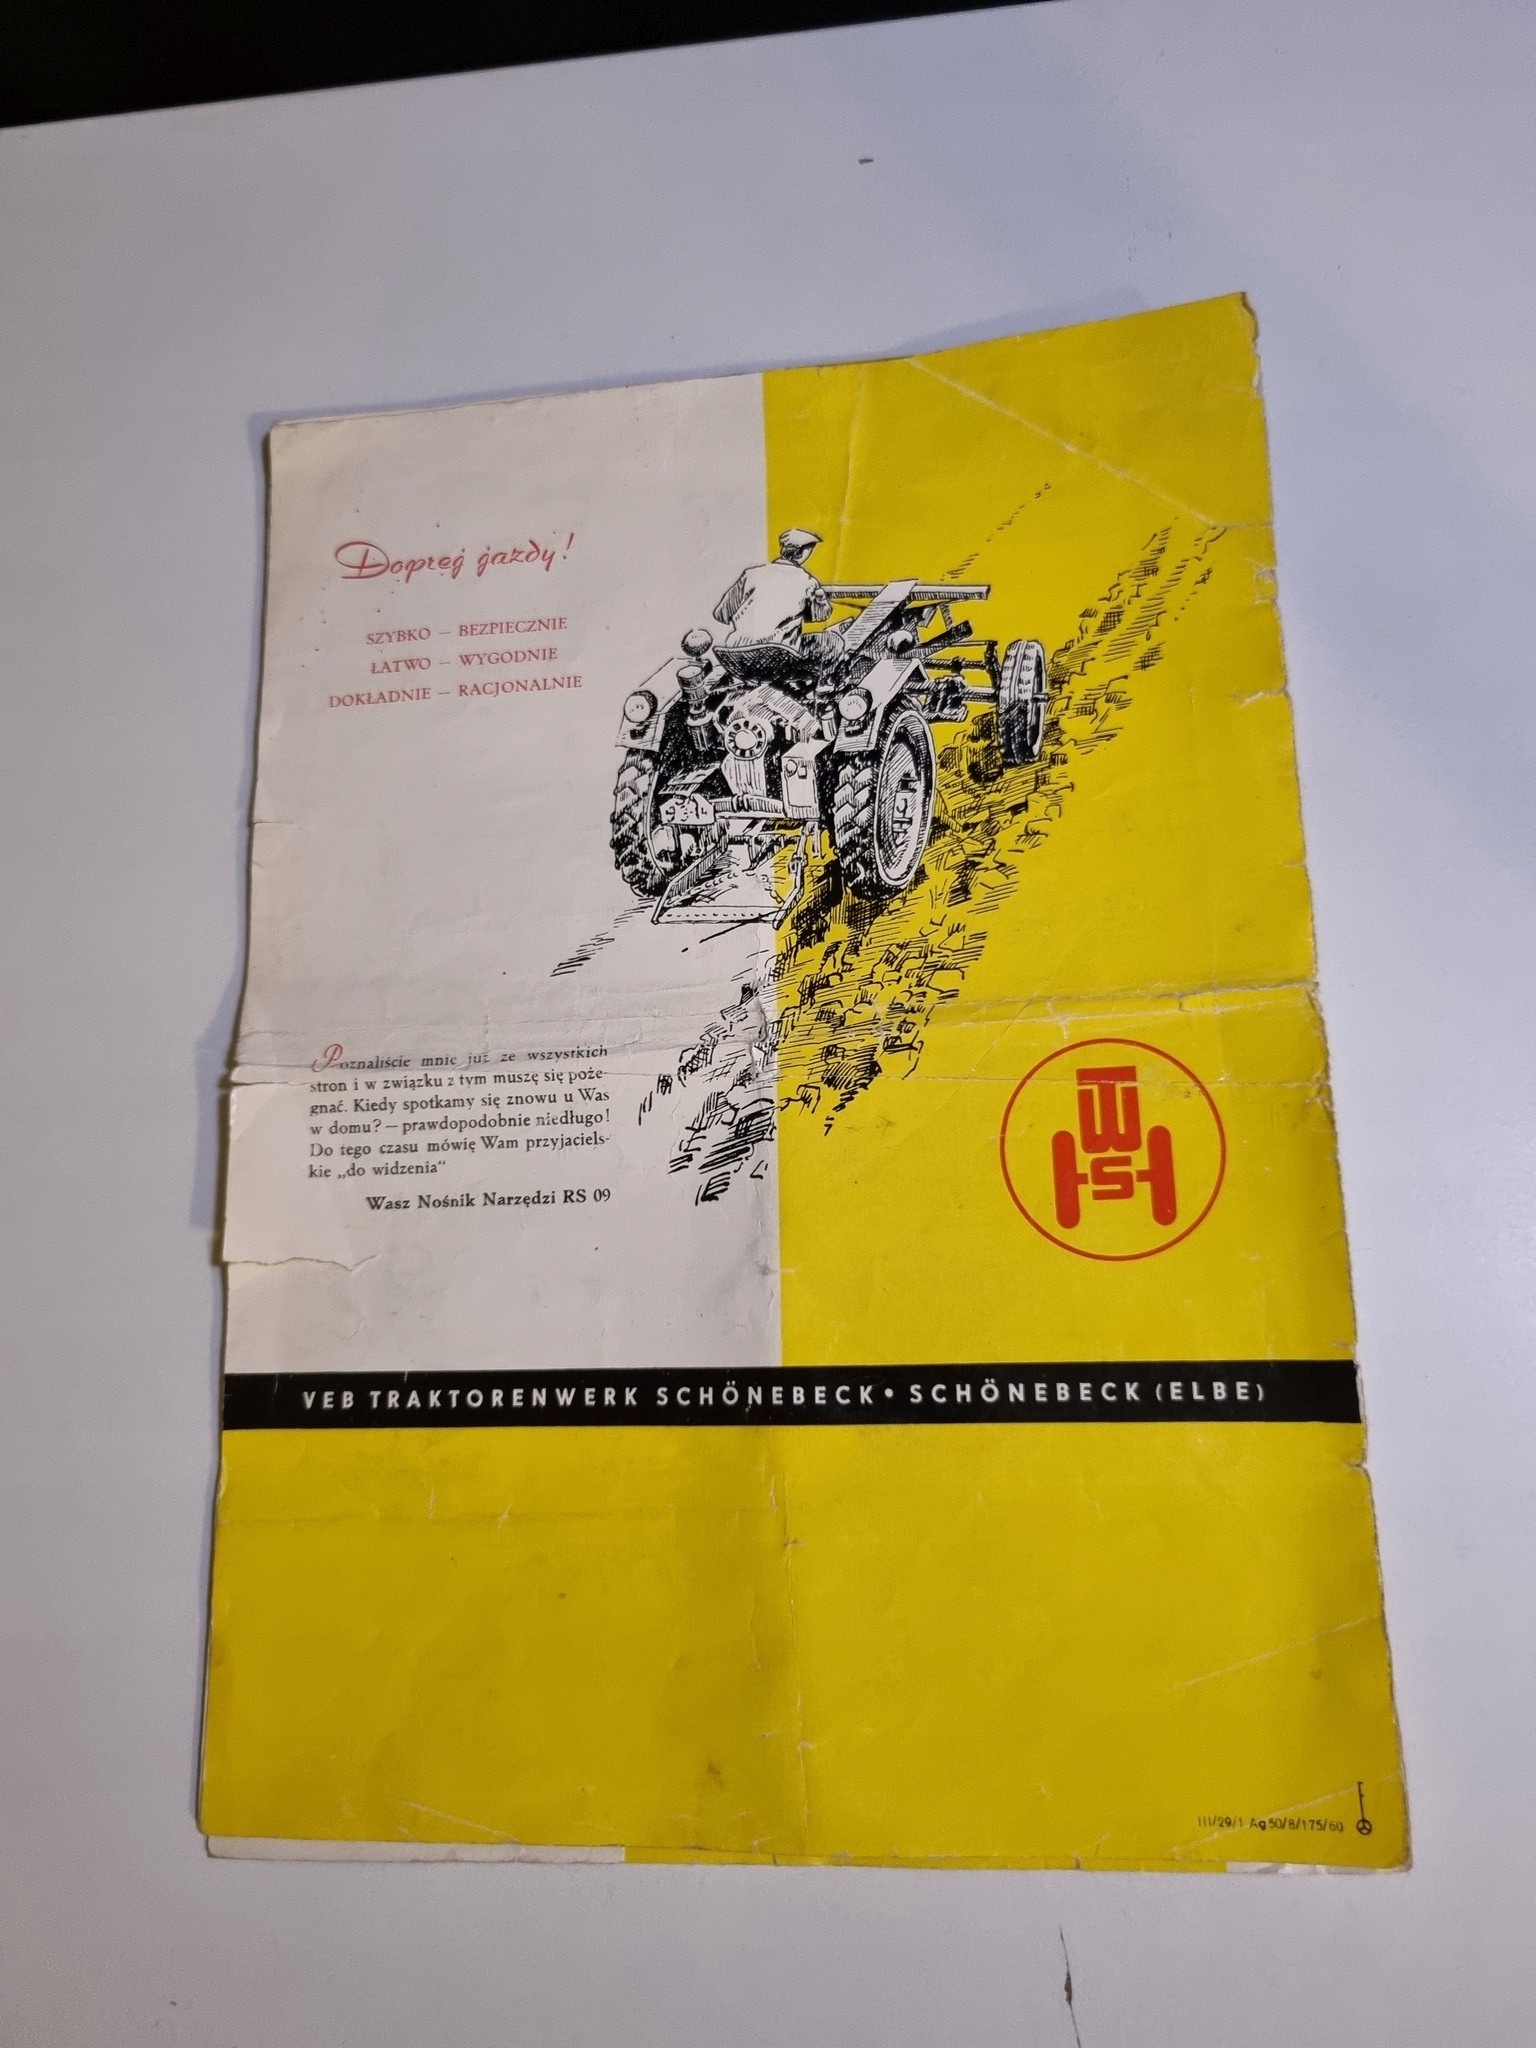 Dopreg jazdy!
SZYBKO – BEZPIECZNIE
ŁATWO – WYGODNIE
DOKŁADNIE – RACJONALNIE
Poznaliście mnie już ze wszystkich
stron i w związku z tym muszę się poże-
gnać. Kiedy spotkamy się znowu u Was
w domu? – prawdopodobnie niedługo!
Do tego czasu mówię Wam przyjaciels-
kie „do widzenia“
Wasz Nośnik Narzędzi RS 09
TWS
VEB TRAKTORENWERK SCHÖNEBECK • SCHÖNEBECK (ELBE)
III/29/1 Ag 50/8/175/60